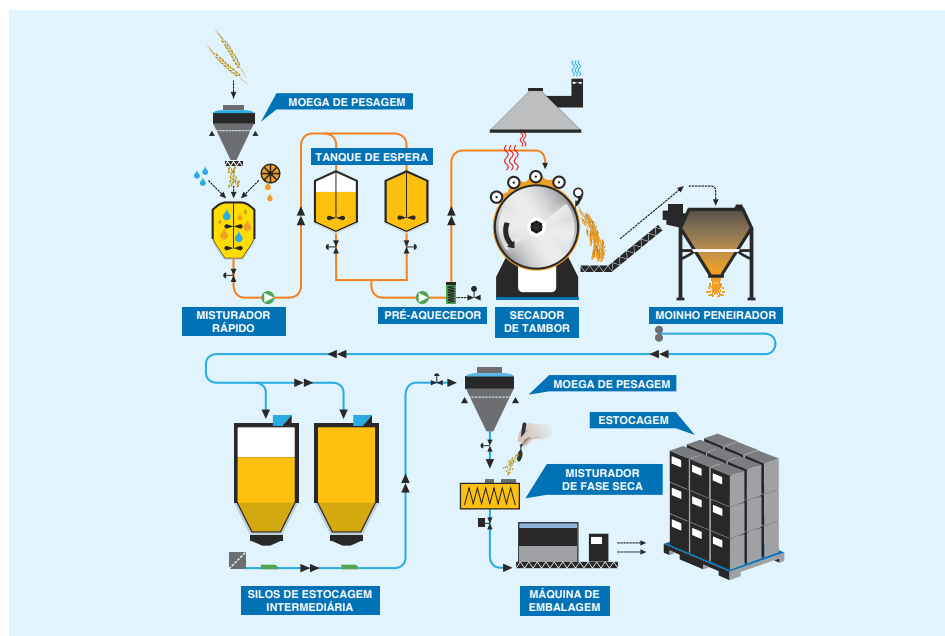 MOEGA DE PESAGEM
TANQUE DE ESPERA
MISTURADOR
RÁPIDO
PRÉ-AQUECEDOR
SECADOR
DE TAMBOR
MOINHO PENEIRADOR
MOEGA DE PESAGEM
ESTOCAGEM
MISTURADOR
DE FASE SECA
SILOS DE ESTOCAGEM
INTERMEDIÁRIA
MÁQUINA DE
EMBALAGEM